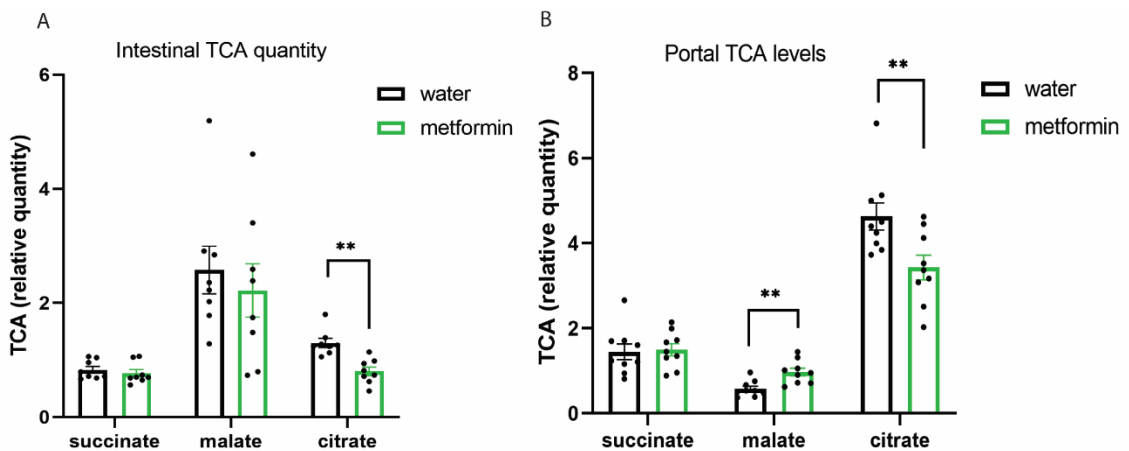 A
Intestinal TCA quantity
water
metformin
TCA (relative quantity)
6
4
2
0
**
succinate
malate
citrate
B
Portal TCA levels
water
metformin
TCA (relative quantity)
8
6
4
2
0
**
**
succinate
malate
citrate